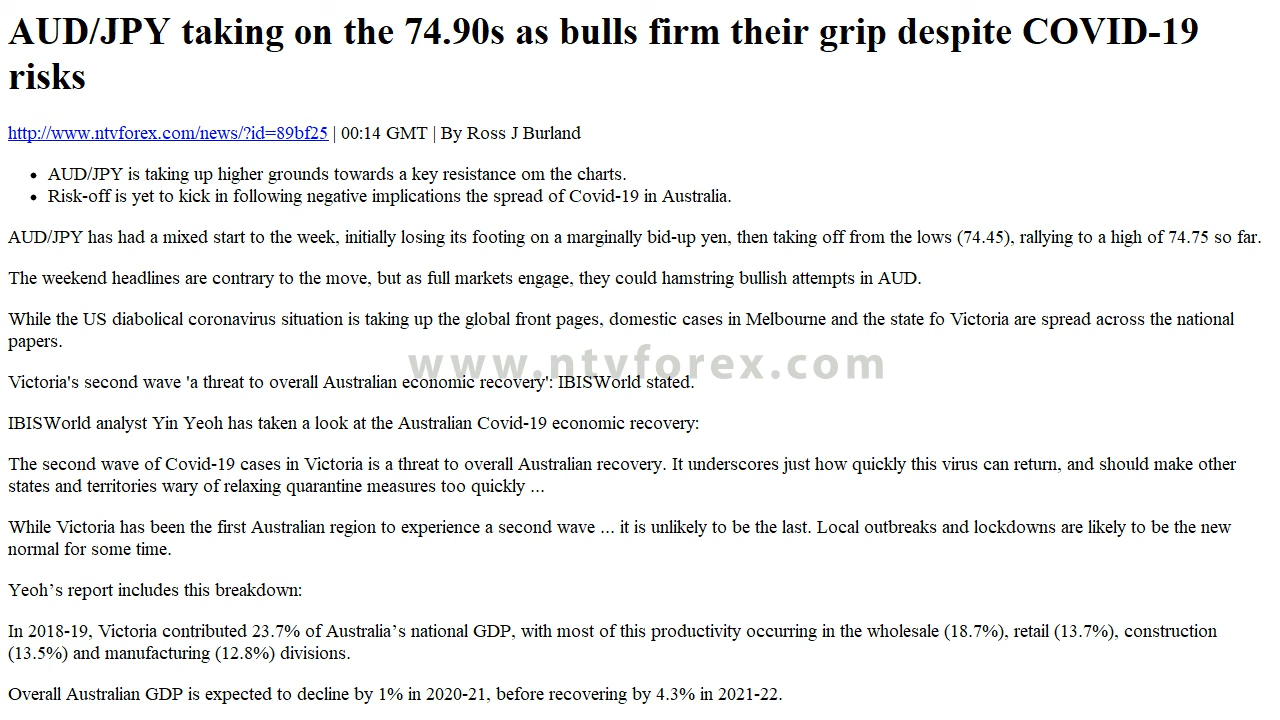 AUD/JPY taking on the 74.90s as bulls firm their grip despite COVID-19
risks
http://www.ntvforex.com/news/?id=89bf25 | 00:14 GMT | By Ross J Burland
• AUD/JPY is taking up higher grounds towards a key resistance om the charts.
• Risk-off is yet to kick in following negative implications the spread of Covid-19 in Australia.
AUD/JPY has had a mixed start to the week, initially losing its footing on a marginally bid-up yen, then taking off from the lows (74.45), rallying to a high of 74.75 so far.
The weekend headlines are contrary to the move, but as full markets engage, they could hamstring bullish attempts in AUD.
While the US diabolical coronavirus situation is taking up the global front pages, domestic cases in Melbourne and the state fo Victoria are spread across the national
papers.
www.ntvforex.com
Victoria's second wave 'a threat to overall Australian economic recovery': IBISWorld stated.
IBISWorld analyst Yin Yeoh has taken a look at the Australian Covid-19 economic recovery:
The second wave of Covid-19 cases in Victoria is a threat to overall Australian recovery. It underscores just how quickly this virus can return, and should make other
states and territories wary of relaxing quarantine measures too quickly ...
While Victoria has been the first Australian region to experience a second wave ... it is unlikely to be the last. Local outbreaks and lockdowns are likely to be the new
normal for some time.
Yeoh’s report includes this breakdown:
In 2018-19, Victoria contributed 23.7% of Australia’s national GDP, with most of this productivity occurring in the wholesale (18.7%), retail (13.7%), construction
(13.5%) and manufacturing (12.8%) divisions.
Overall Australian GDP is expected to decline by 1% in 2020-21, before recovering by 4.3% in 2021-22.